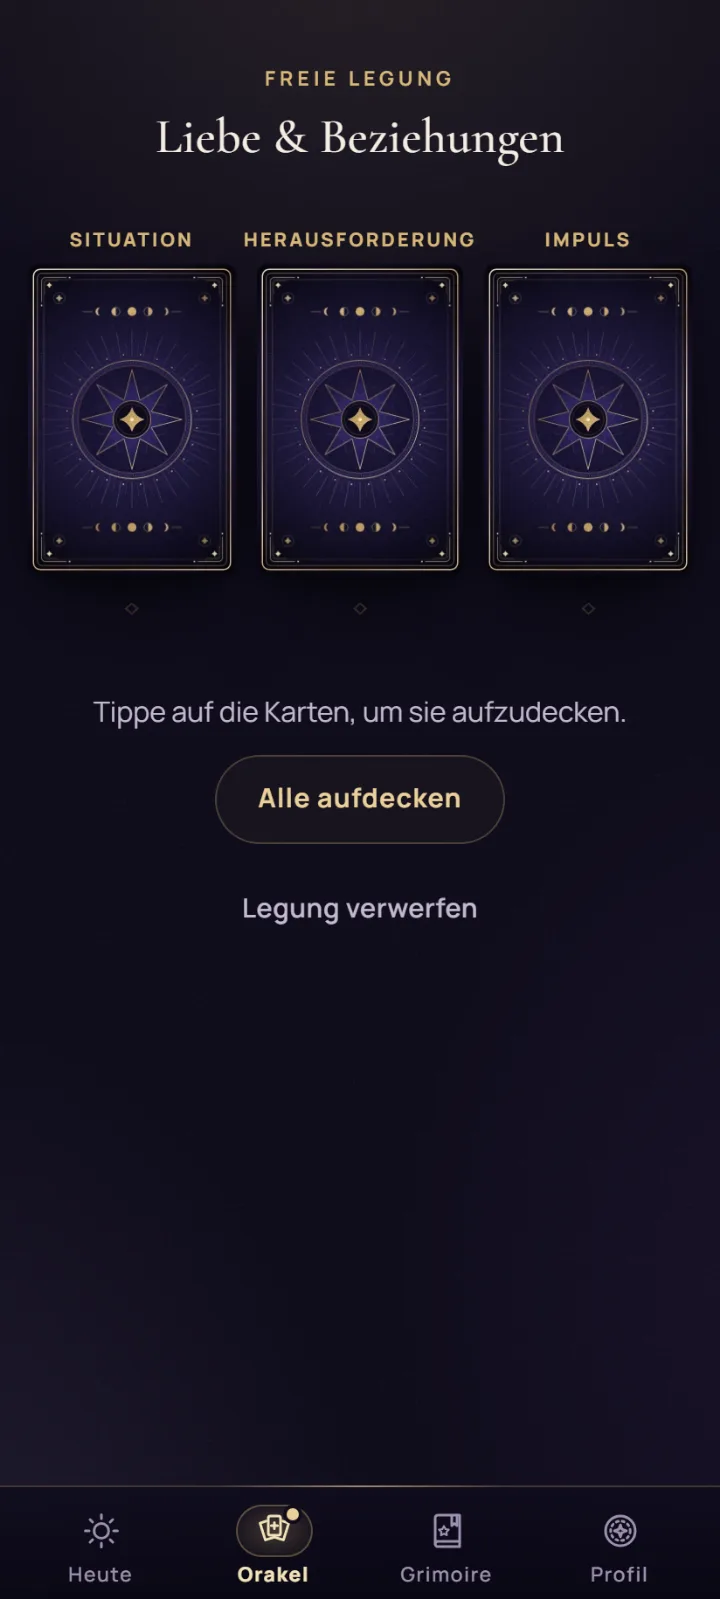 FREIE LEGUNG
Liebe & Beziehungen
SITUATION HERAUSFORDERUNG IMPULS
Tippe auf die Karten, um sie aufzudecken.
Alle aufdecken
Legung verwerfen
Heute Orakel Grimoire Profil